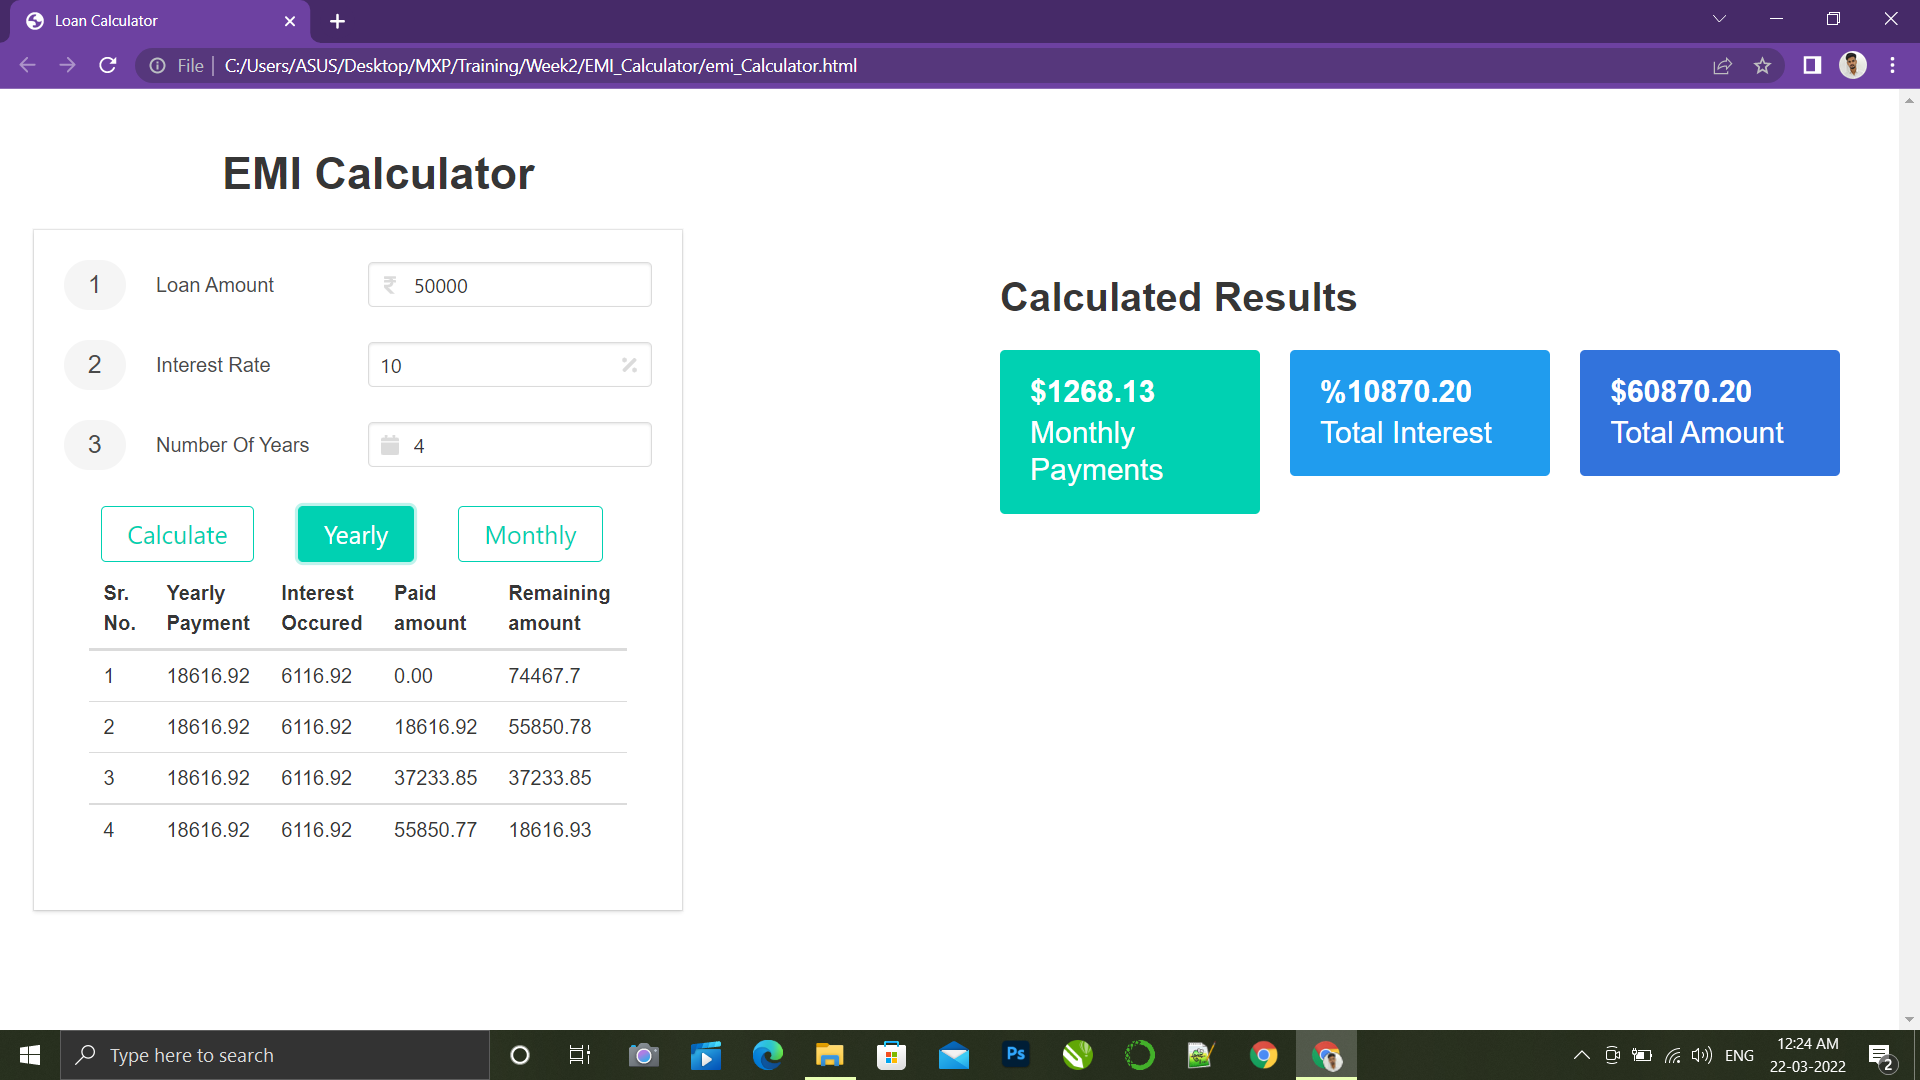 Loan Calculator
File | C:/Users/ASUS/Desktop/MXP/Training/Week2/EMI_Calculator/emi_Calculator.html
EMI Calculator
1 Loan Amount ₹ 50000
2 Interest Rate 10 %
3 Number Of Years 4
Calculate Yearly Monthly
Sr. Yearly Interest Paid Remaining
No. Payment Occured amount amount
1 18616.92 6116.92 0.00 74467.7
2 18616.92 6116.92 18616.92 55850.78
3 18616.92 6116.92 37233.85 37233.85
4 18616.92 6116.92 55850.77 18616.93
Calculated Results
$1268.13
Monthly
Payments
%10870.20
Total Interest
$60870.20
Total Amount
Type here to search
Ps
ENG
12:24 AM
22-03-2022
2